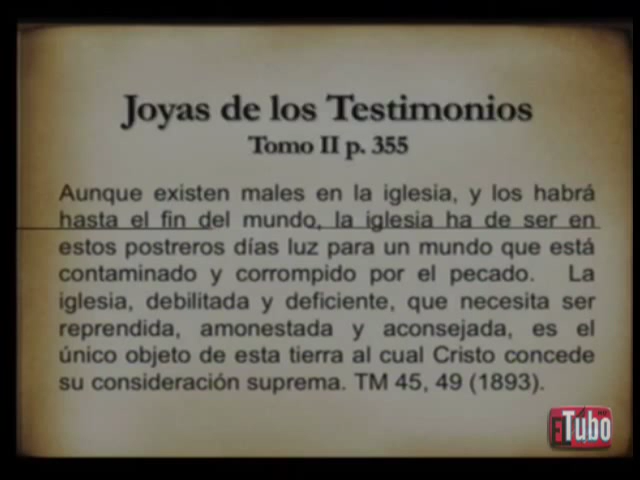 Joyas de los Testimonios
Tomo II p. 355
Aunque existen males en la iglesia, y los habrá
hasta el fin del mundo, la iglesia ha de ser en
estos postreros días luz para un mundo que está
contaminado y corrompido por el pecado. La
iglesia, debilitada y deficiente, que necesita ser
reprendida, amonestada y aconsejada, es el
único objeto de esta tierra al cual Cristo concede
su consideración suprema. TM 45, 49 (1893).
ElTubo